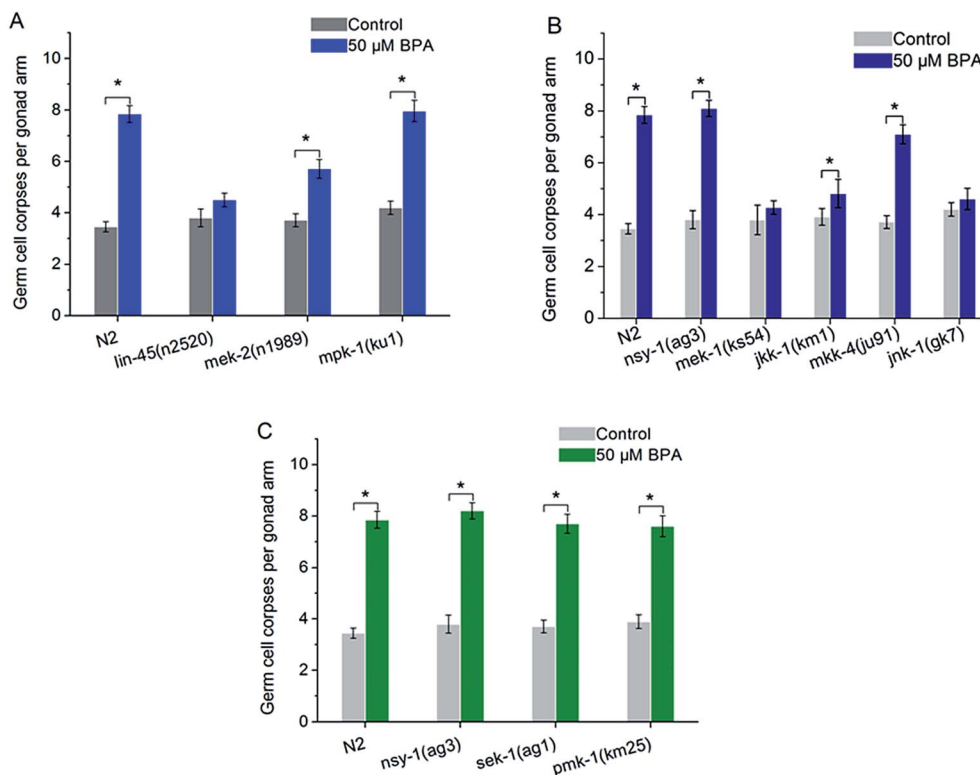 A
Control
50 µM BPA
Germ cell corpses per gonad arm
10
8
6
4
2
0
*
*
*
N2
lin-45(n2520)
mek-2(n1989)
mpk-1(ku1)
B
Control
50 µM BPA
Germ cell corpses per gonad arm
10
8
6
4
2
0
*
*
*
*
N2
nsy-1(ag3)
mek-1(ks54)
jkk-1(km1)
mkk-4(ju91)
jnk-1(gk7)
C
Control
50 µM BPA
Germ cell corpses per gonad arm
10
8
6
4
2
0
*
*
*
*
N2
nsy-1(ag3)
sek-1(ag1)
pmk-1(km25)